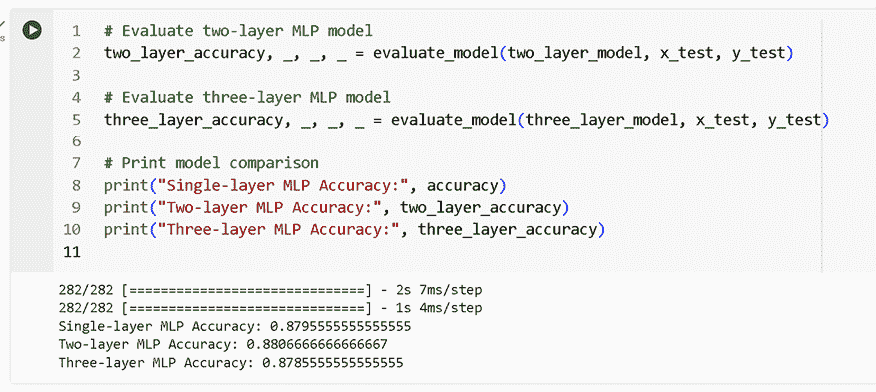 1 # Evaluate two-layer MLP model
2 two_layer_accuracy, _, _, _ = evaluate_model(two_layer_model, x_test, y_test)
3
4 # Evaluate three-layer MLP model
5 three_layer_accuracy, _, _, _ = evaluate_model(three_layer_model, x_test, y_test)
6
7 # Print model comparison
8 print("Single-layer MLP Accuracy:", accuracy)
9 print("Two-layer MLP Accuracy:", two_layer_accuracy)
10 print("Three-layer MLP Accuracy:", three_layer_accuracy)
11
282/282 [==============================] - 2s 7ms/step
282/282 [==============================] - 1s 4ms/step
Single-layer MLP Accuracy: 0.8795555555555555
Two-layer MLP Accuracy: 0.8806666666666667
Three-layer MLP Accuracy: 0.8785555555555555